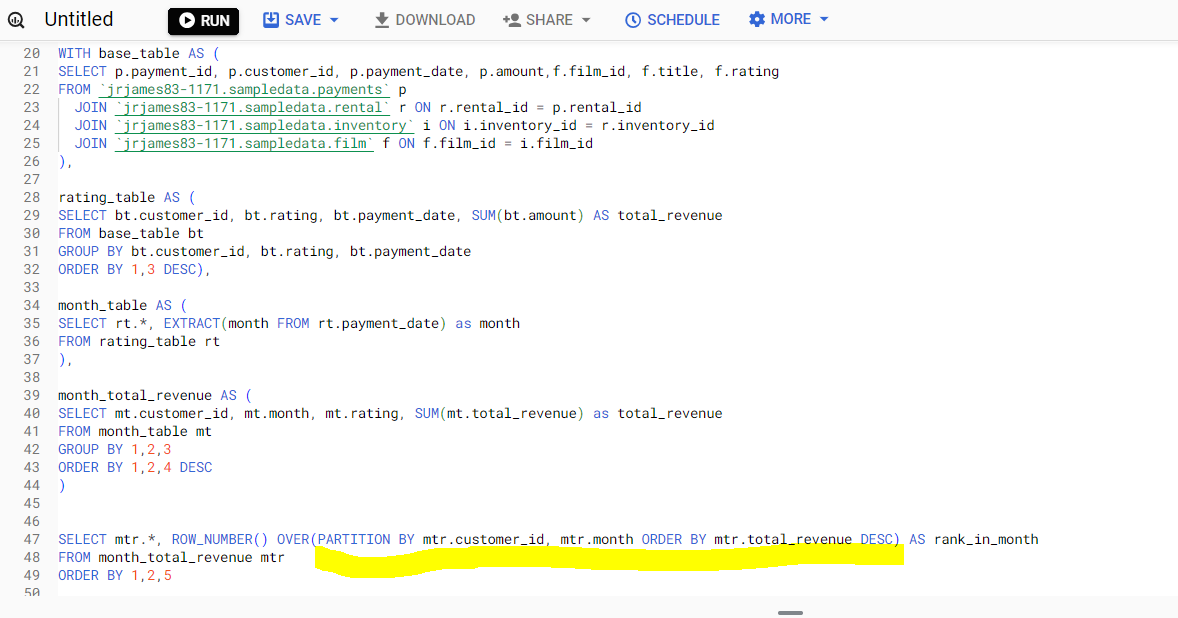 Untitled RUN SAVE DOWNLOAD SHARE SCHEDULE MORE
20 WITH base_table AS (
21 SELECT p.payment_id, p.customer_id, p.payment_date, p.amount,f.film_id, f.title, f.rating
22 FROM `jrjames83-1171.sampledata.payments` p
23 JOIN `jrjames83-1171.sampledata.rental` r ON r.rental_id = p.rental_id
24 JOIN `jrjames83-1171.sampledata.inventory` i ON i.inventory_id = r.inventory_id
25 JOIN `jrjames83-1171.sampledata.film` f ON f.film_id = i.film_id
26 ),
27
28 rating_table AS (
29 SELECT bt.customer_id, bt.rating, bt.payment_date, SUM(bt.amount) AS total_revenue
30 FROM base_table bt
31 GROUP BY bt.customer_id, bt.rating, bt.payment_date
32 ORDER BY 1,3 DESC),
33
34 month_table AS (
35 SELECT rt.*, EXTRACT(month FROM rt.payment_date) as month
36 FROM rating_table rt
37 ),
38
39 month_total_revenue AS (
40 SELECT mt.customer_id, mt.month, mt.rating, SUM(mt.total_revenue) as total_revenue
41 FROM month_table mt
42 GROUP BY 1,2,3
43 ORDER BY 1,2,4 DESC
44 )
45
46
47 SELECT mtr.*, ROW_NUMBER() OVER(PARTITION BY mtr.customer_id, mtr.month ORDER BY mtr.total_revenue DESC) AS rank_in_month
48 FROM month_total_revenue mtr
49 ORDER BY 1,2,5
50